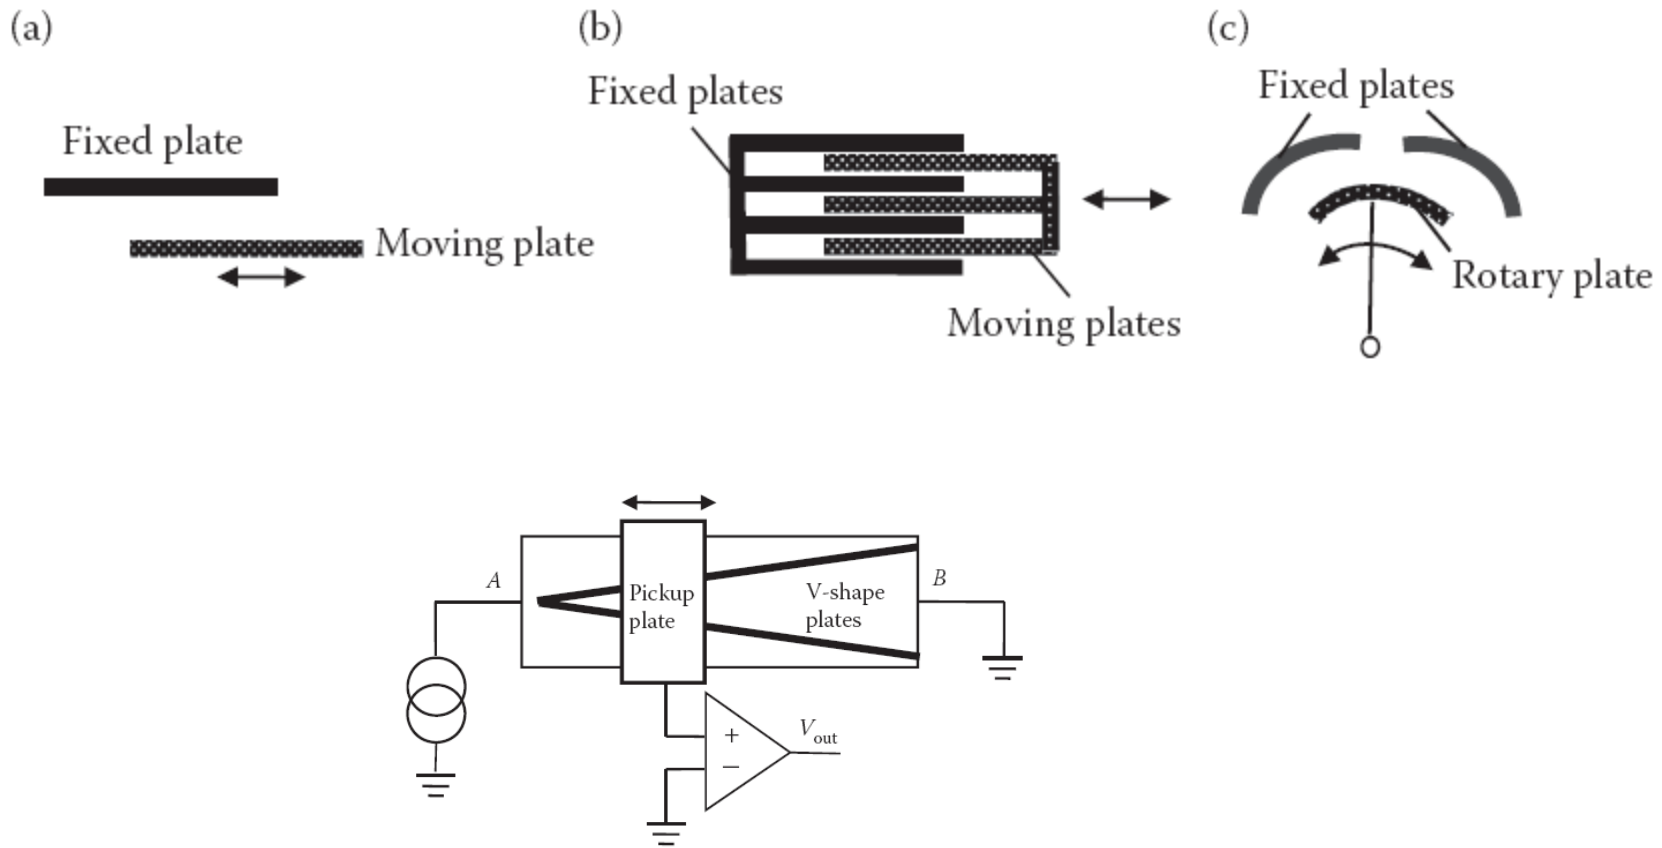 (a)
(b)
(c)
Fixed plate
Moving plate
Fixed plates
Moving plates
Fixed plates
Rotary plate
A
Pickup
plate
V-shape
plates
B
+
−
Vout